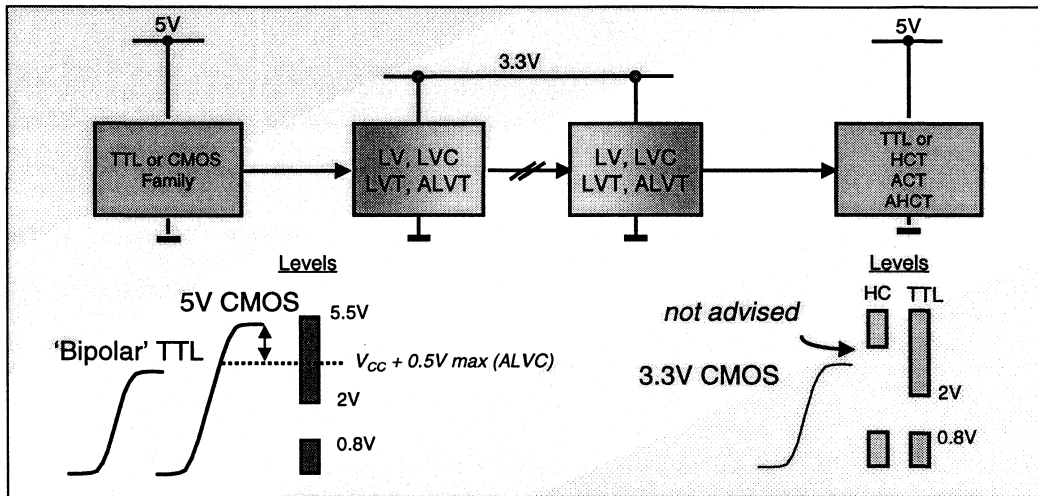 5V
5V
3.3V
TTL or CMOS
Family
LV, LVC
LVT, ALVT
LV, LVC
LVT, ALVT
TTL or
HCT
ACT
AHCT
Levels
5V CMOS
5.5V
'Bipolar' TTL
VCC + 0.5V max (ALVC)
2V
0.8V
Levels
HC TTL
not advised
3.3V CMOS
2V
0.8V